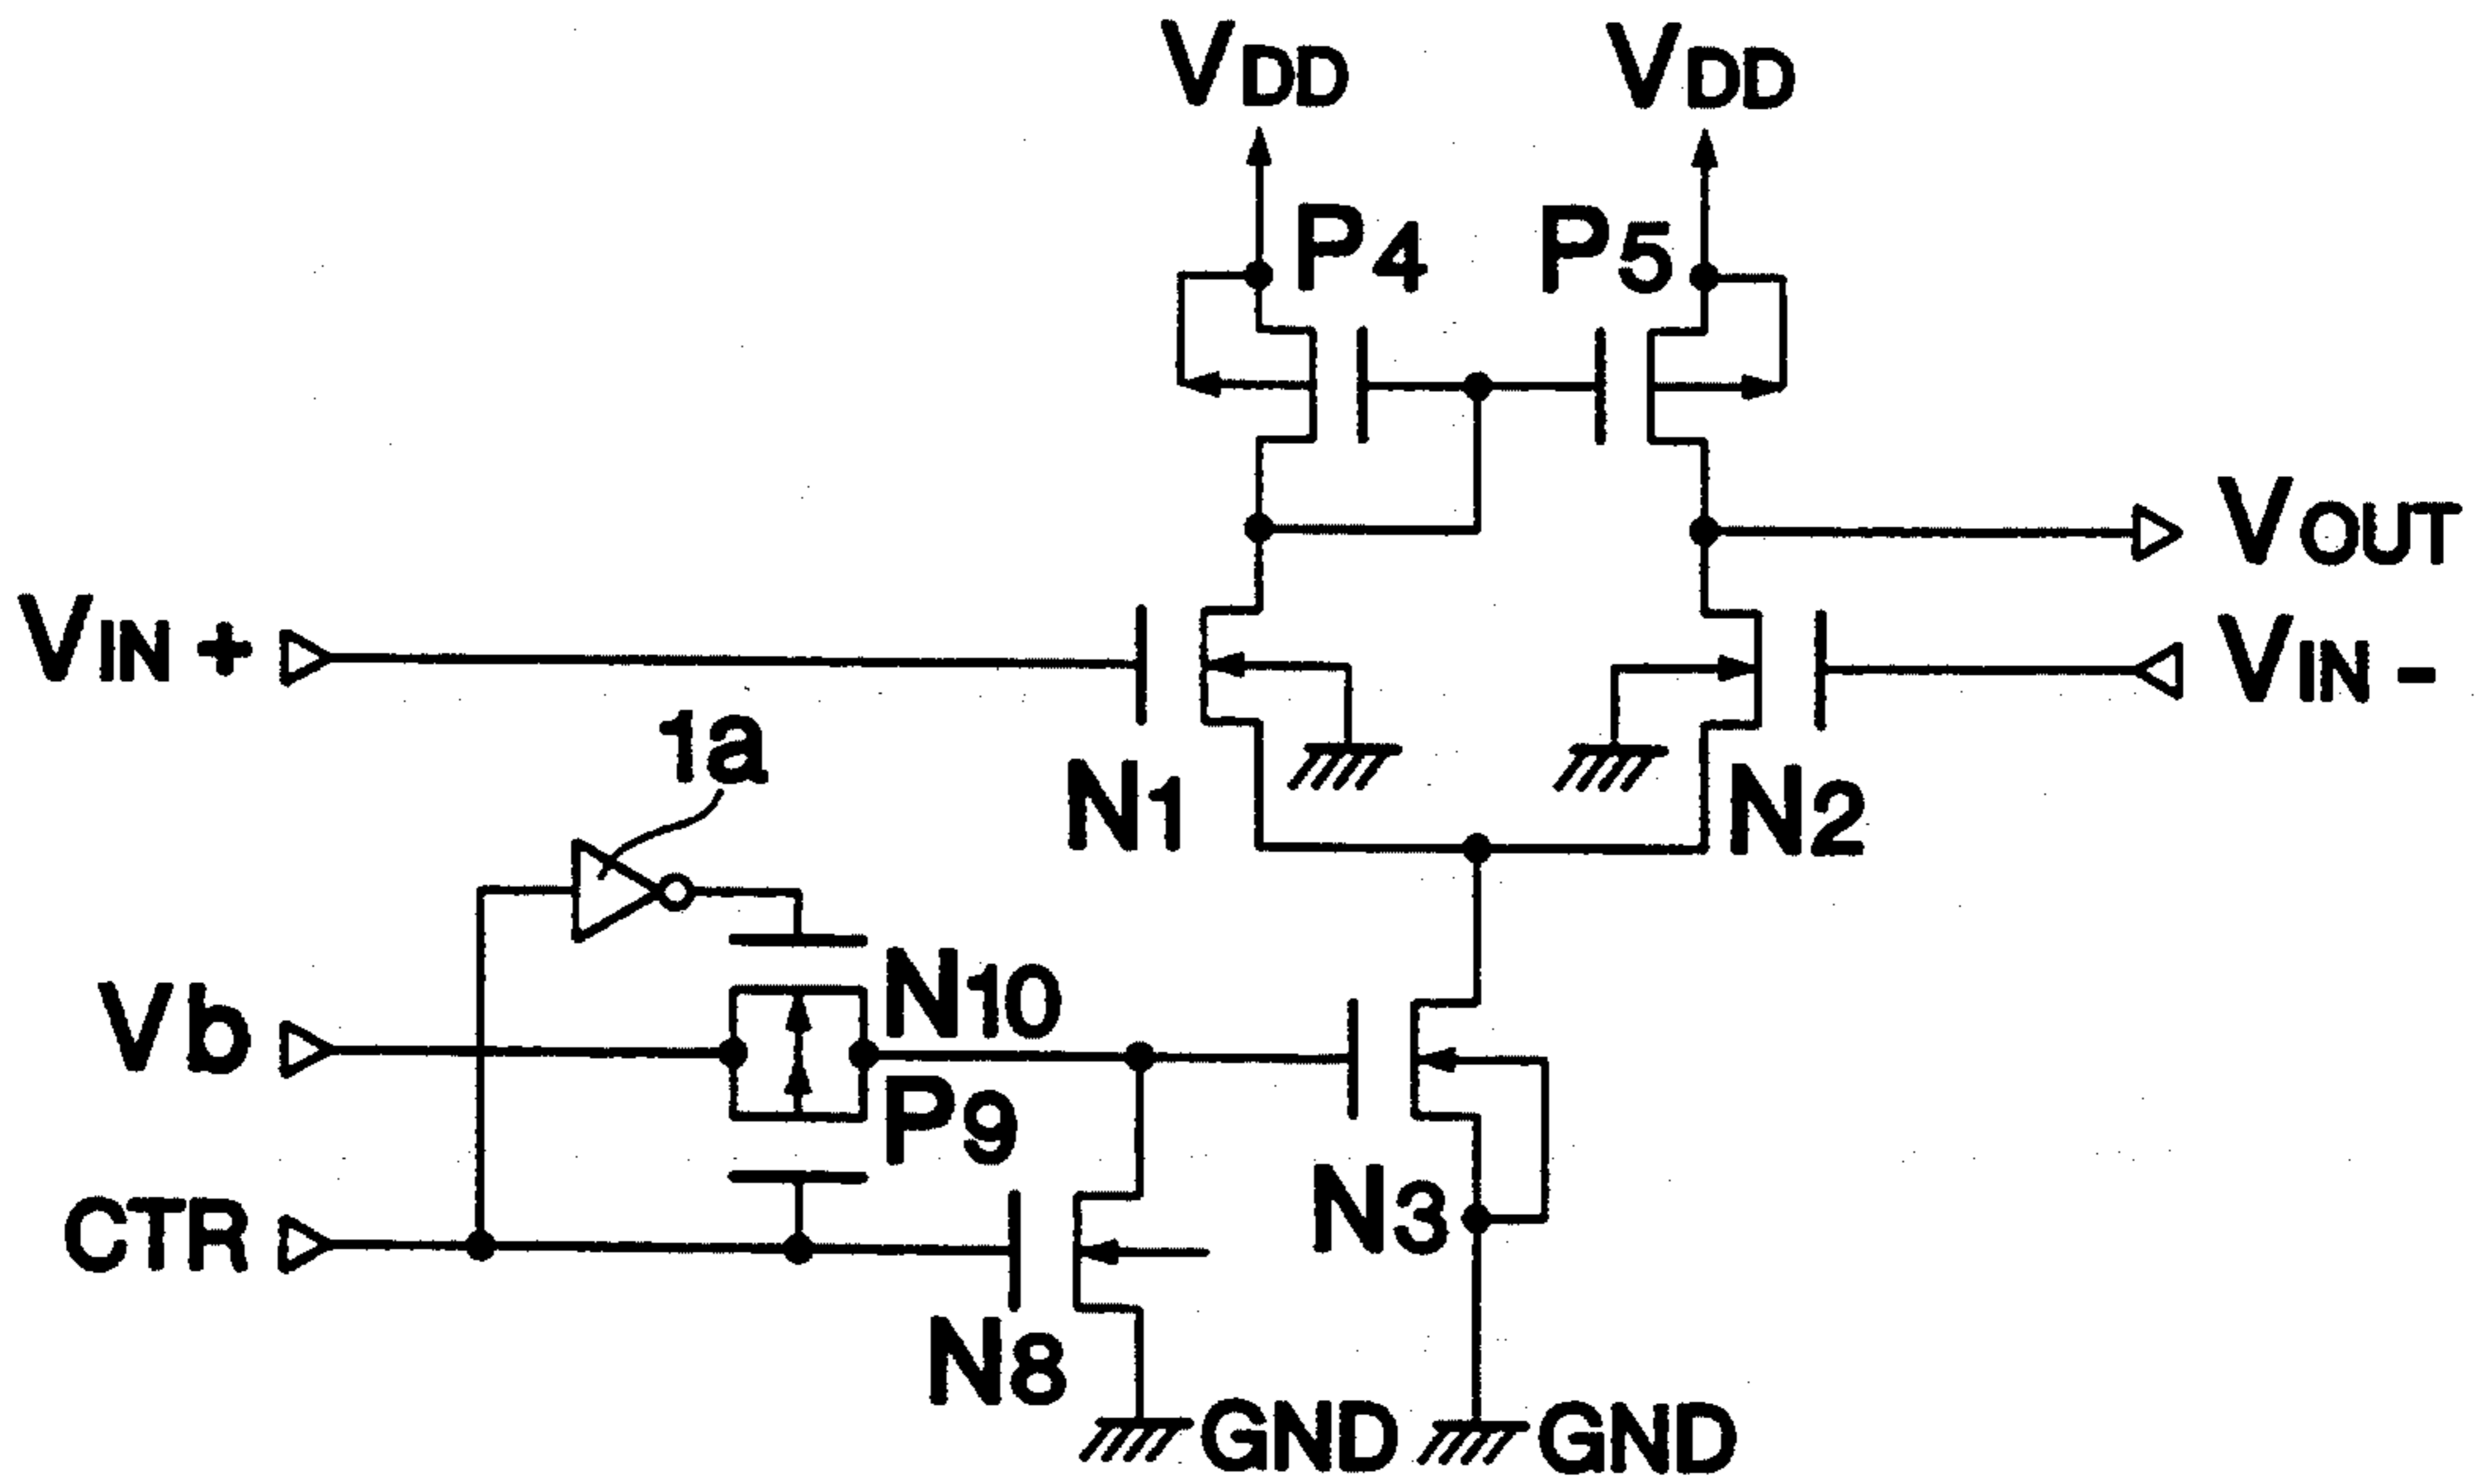 VDD VDD
P4 P5
VOUT
VIN + VIN -
1a
N1 N2
N10
Vb
P9
CTR N3
N8
GND GND